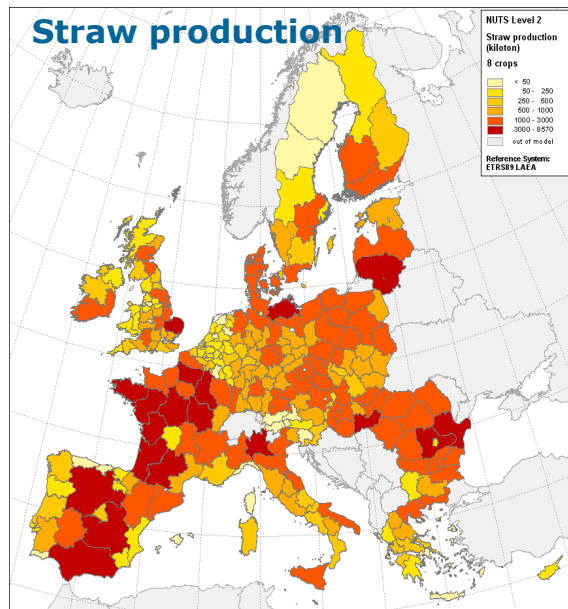 Straw production
NUTS Level 2
Straw production
(kiloton)
8 crops
< 50
50 - 250
250 - 500
500 - 1000
1000 - 3000
3000 - 8570
out of model
Reference System:
ETRS89 LAEA